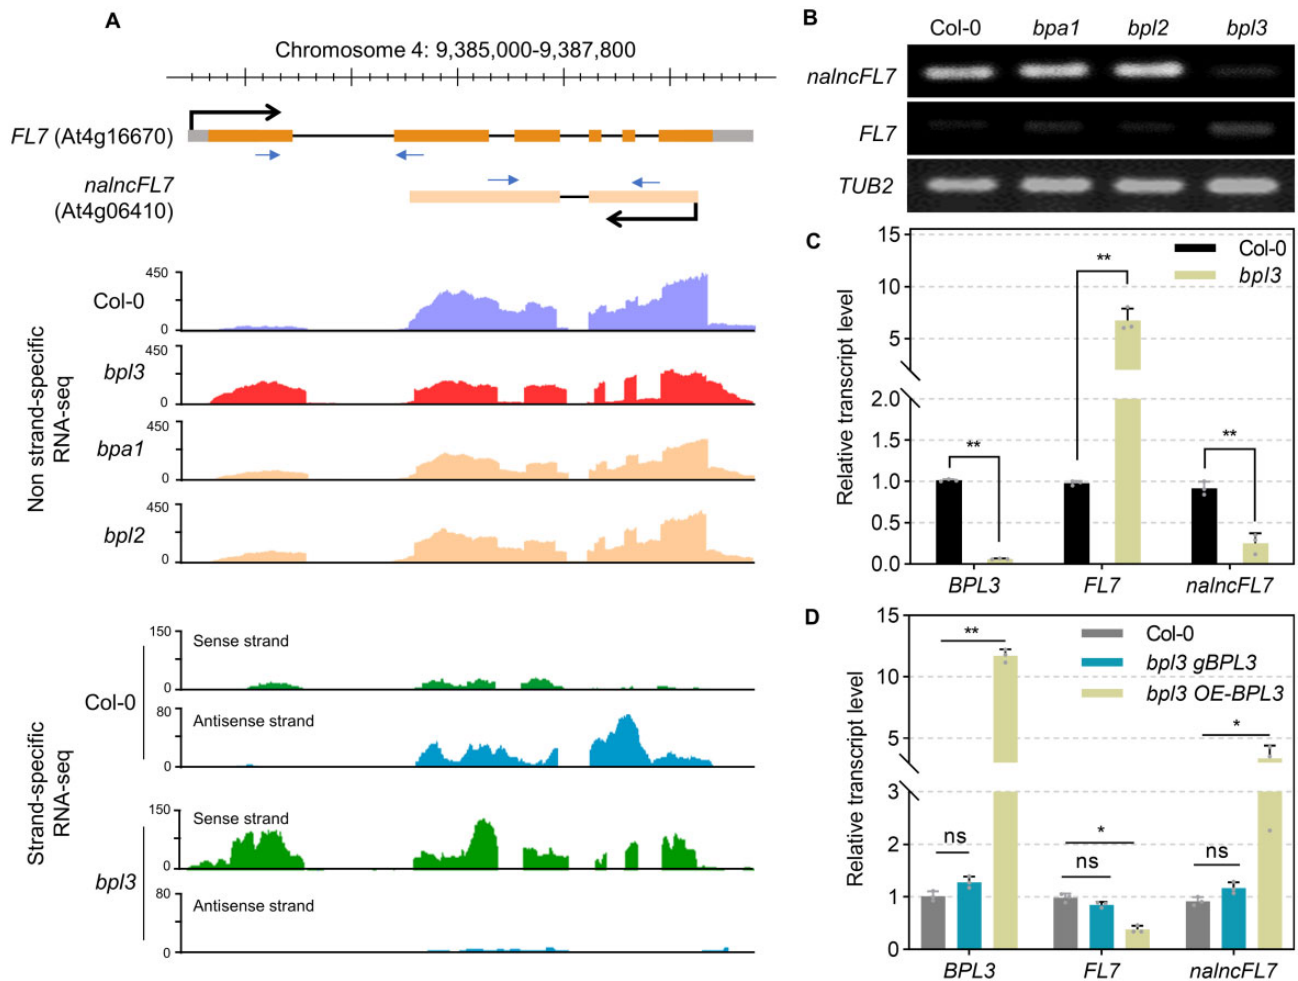 A
Chromosome 4: 9,385,000-9,387,800
FL7 (At4g16670)
nalncFL7
(At4g06410)
Non strand-specific
RNA-seq
450
Col-0
0
450
bpl3
0
450
bpa1
0
450
bpl2
0
Strand-specific
RNA-seq
Col-0
150
Sense strand
0
80
Antisense strand
0
bpl3
150
Sense strand
0
80
Antisense strand
0
B
Col-0 bpa1 bpl2 bpl3
nalncFL7
FL7
TUB2
C
Relative transcript level
15
10
5
2.0
1.5
1.0
0.5
0.0
Col-0
bpl3
**
**
**
BPL3 FL7 nalncFL7
D
Relative transcript level
15
10
5
3
2
1
0
Col-0
bpl3 gBPL3
bpl3 OE-BPL3
**
*
ns
*
ns
ns
BPL3 FL7 nalncFL7